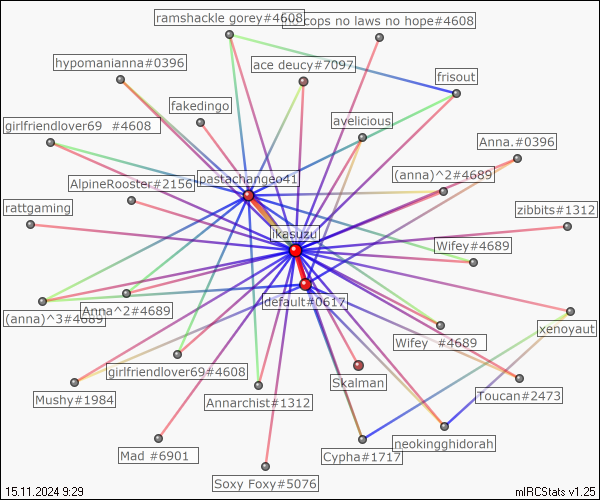 ramshackle gorey#4608
cops no laws no hope#4608
hypomanianna#0396
ace deucy#7097
frisout
fakedingo
girlfriendlover69 #4608
avelicious
Anna.#0396
pastachangeo41
(anna)^2#4689
AlpineRooster#2156
rattgaming
zibbits#1312
ikasuzu
Wifey#4689
default#0617
Anna^2#4689
(anna)^3#4689
xenoyaut
Wifey #4689
girlfriendlover69#4608
Skalman
Mushy#1984
Annarchist#1312
Toucan#2473
neokingghidorah
Mad #6901
Cypha#1717
Soxy Foxy#5076
15.11.2024 9:29
mIRCStats v1.25